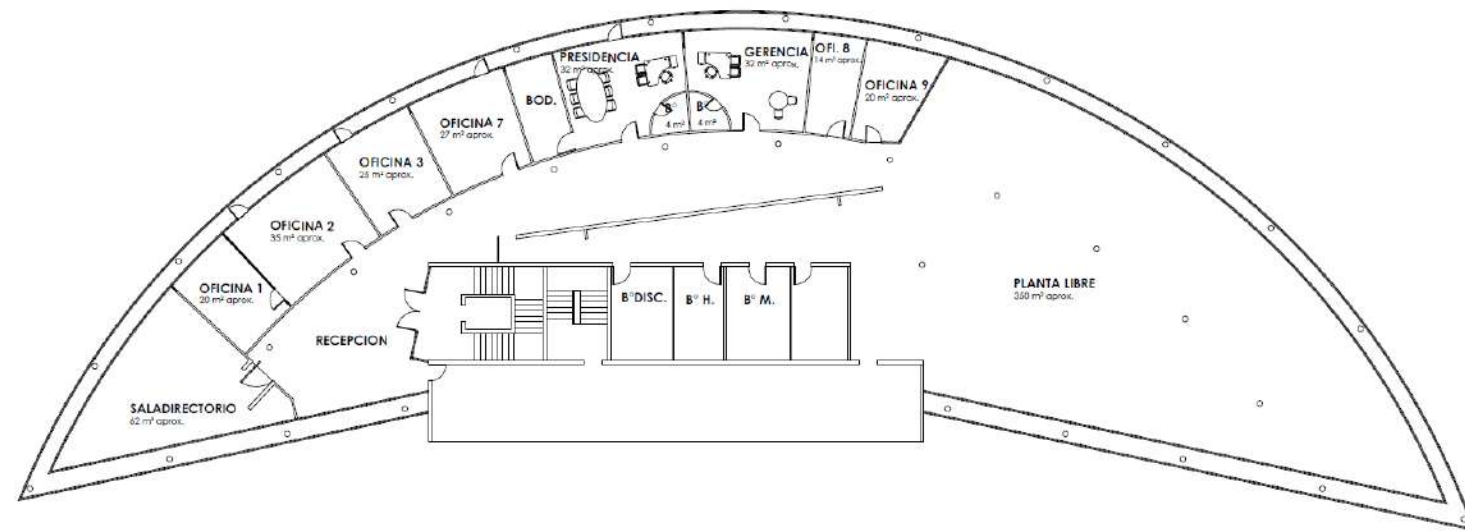 PRESIDENCIA
32 m² aprox.
GERENCIA
32 m² aprox.
OFI. 8
14 m² aprox.
OFICINA 9
20 m² aprox.
BOD.
B°
4 m²
B°
4 m²
OFICINA 7
27 m² aprox.
OFICINA 3
25 m² aprox.
OFICINA 2
35 m² aprox.
OFICINA 1
20 m² aprox.
RECEPCION
B°DISC.
B° H.
B° M.
PLANTA LIBRE
350 m² aprox.
SALADIRECTORIO
62 m² aprox.